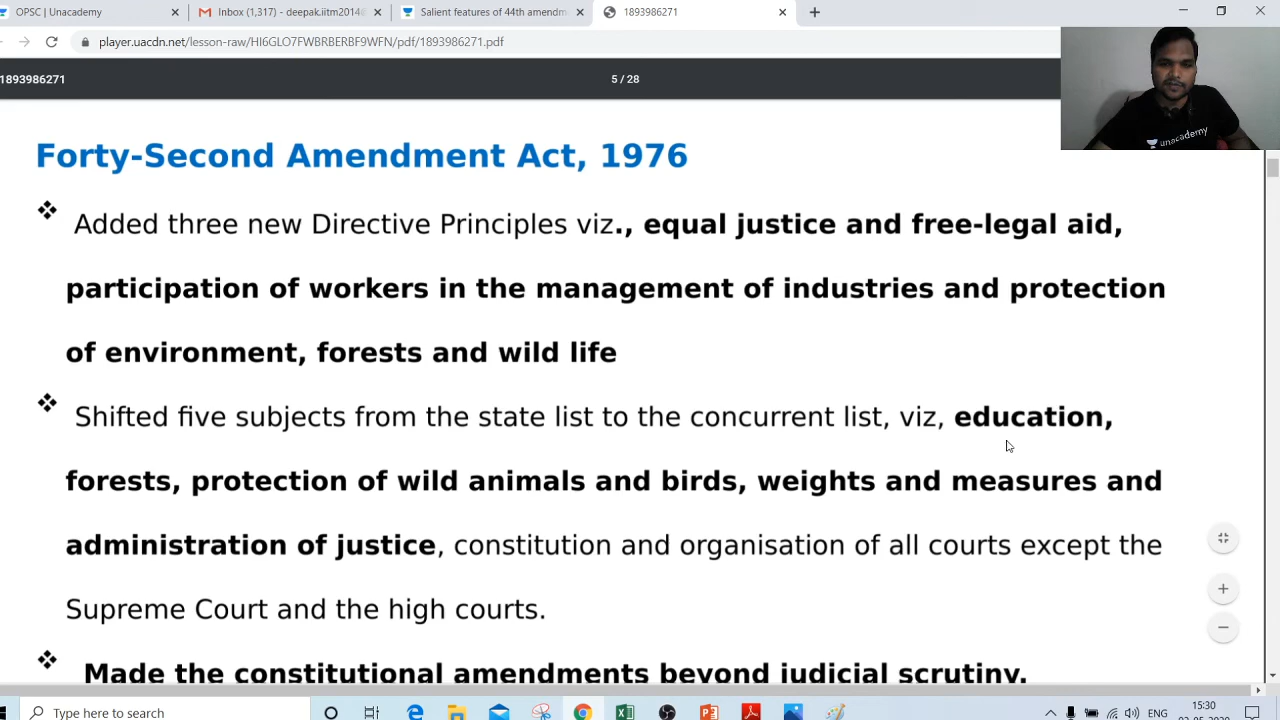 OPSC | Unacademy
Inbox (1,317) - deepak.iitm2014@
Salient features of 44th amendm
1893986271
player.uacdn.net/lesson-raw/HI6GLO7FWBRBERBF9WFN/pdf/1893986271.pdf
1893986271
5 / 28
unacademy
Forty-Second Amendment Act, 1976
❖ Added three new Directive Principles viz., equal justice and free-legal aid,
participation of workers in the management of industries and protection
of environment, forests and wild life
❖ Shifted five subjects from the state list to the concurrent list, viz, education,
forests, protection of wild animals and birds, weights and measures and
administration of justice, constitution and organisation of all courts except the
Supreme Court and the high courts.
❖ Made the constitutional amendments beyond judicial scrutiny.
Type here to search
ENG
15:30
02-05-2020